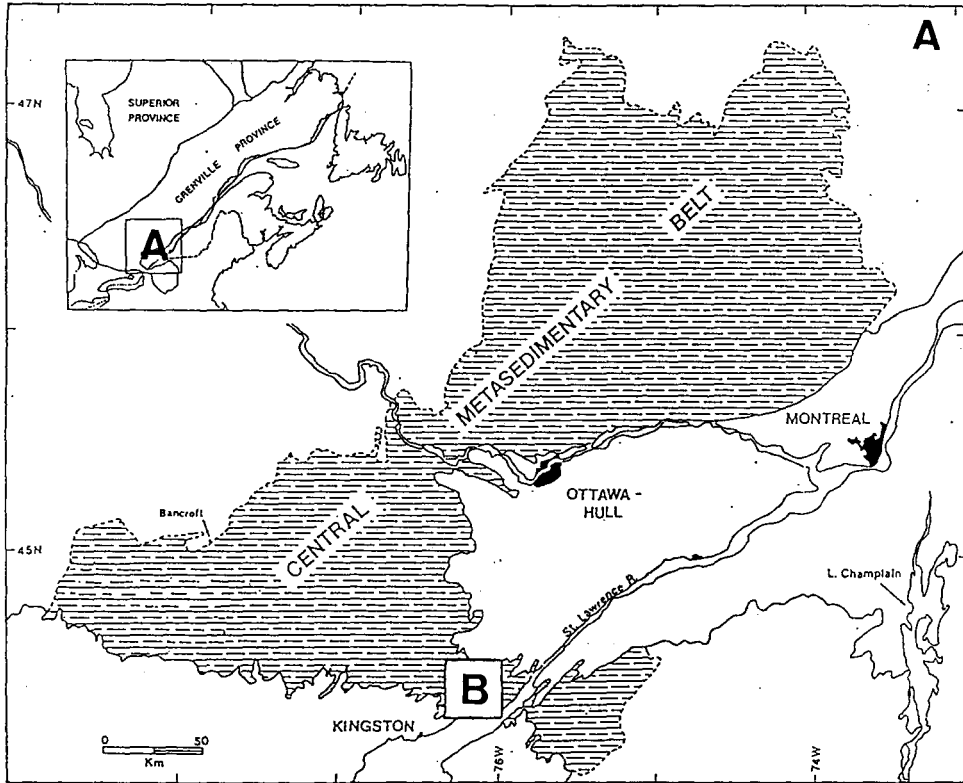 A
47N
SUPERIOR
PROVINCE
GRENVILLE PROVINCE
A
BELT
METASEDIMENTARY
MONTREAL
OTTAWA -
HULL
Bancroft
CENTRAL
45N
L. Champlain
St. Lawrence R.
B
KINGSTON
0 50
Km
76W
74W